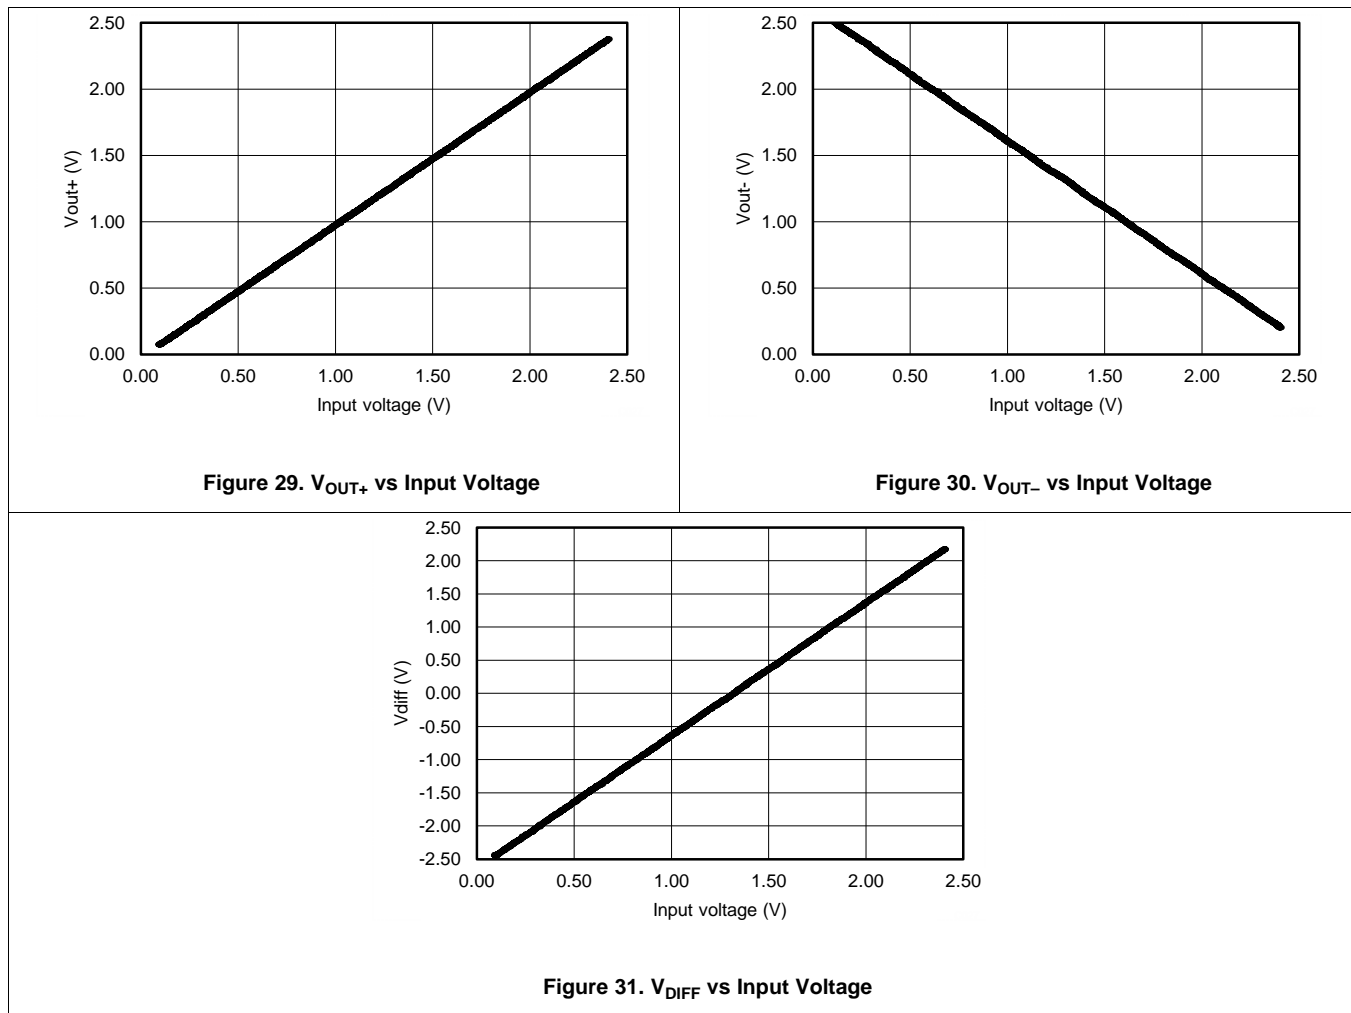 2.50
2.00
1.50
1.00
0.50
0.00
Vout+ (V)
0.00 0.50 1.00 1.50 2.00 2.50
Input voltage (V)
Figure 29. VOUT+ vs Input Voltage
2.50
2.00
1.50
1.00
0.50
0.00
Vout- (V)
0.00 0.50 1.00 1.50 2.00 2.50
Input voltage (V)
Figure 30. VOUT– vs Input Voltage
2.50
2.00
1.50
1.00
0.50
0.00
-0.50
-1.00
-1.50
-2.00
-2.50
Vdiff (V)
0.00 0.50 1.00 1.50 2.00 2.50
Input voltage (V)
Figure 31. VDIFF vs Input Voltage